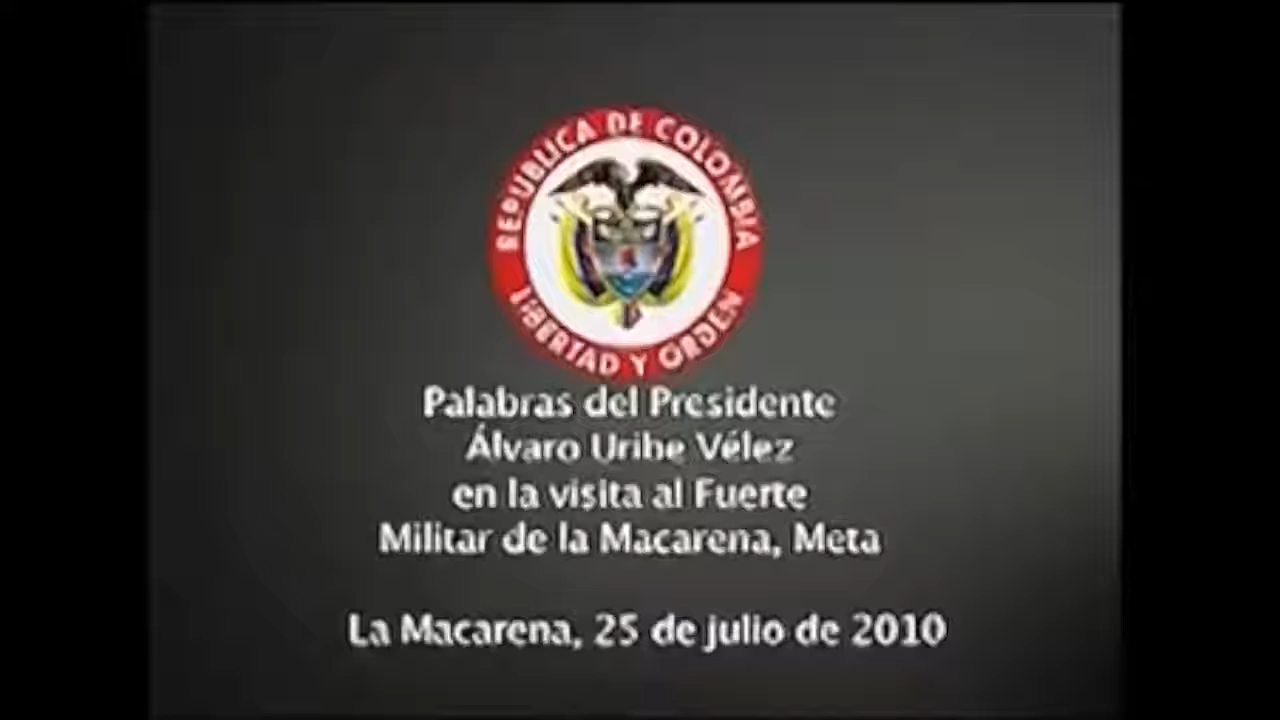 REPUBLICA DE COLOMBIA
LIBERTAD Y ORDEN
Palabras del Presidente
Álvaro Uribe Vélez
en la visita al Fuerte
Militar de la Macarena, Meta
La Macarena, 25 de julio de 2010